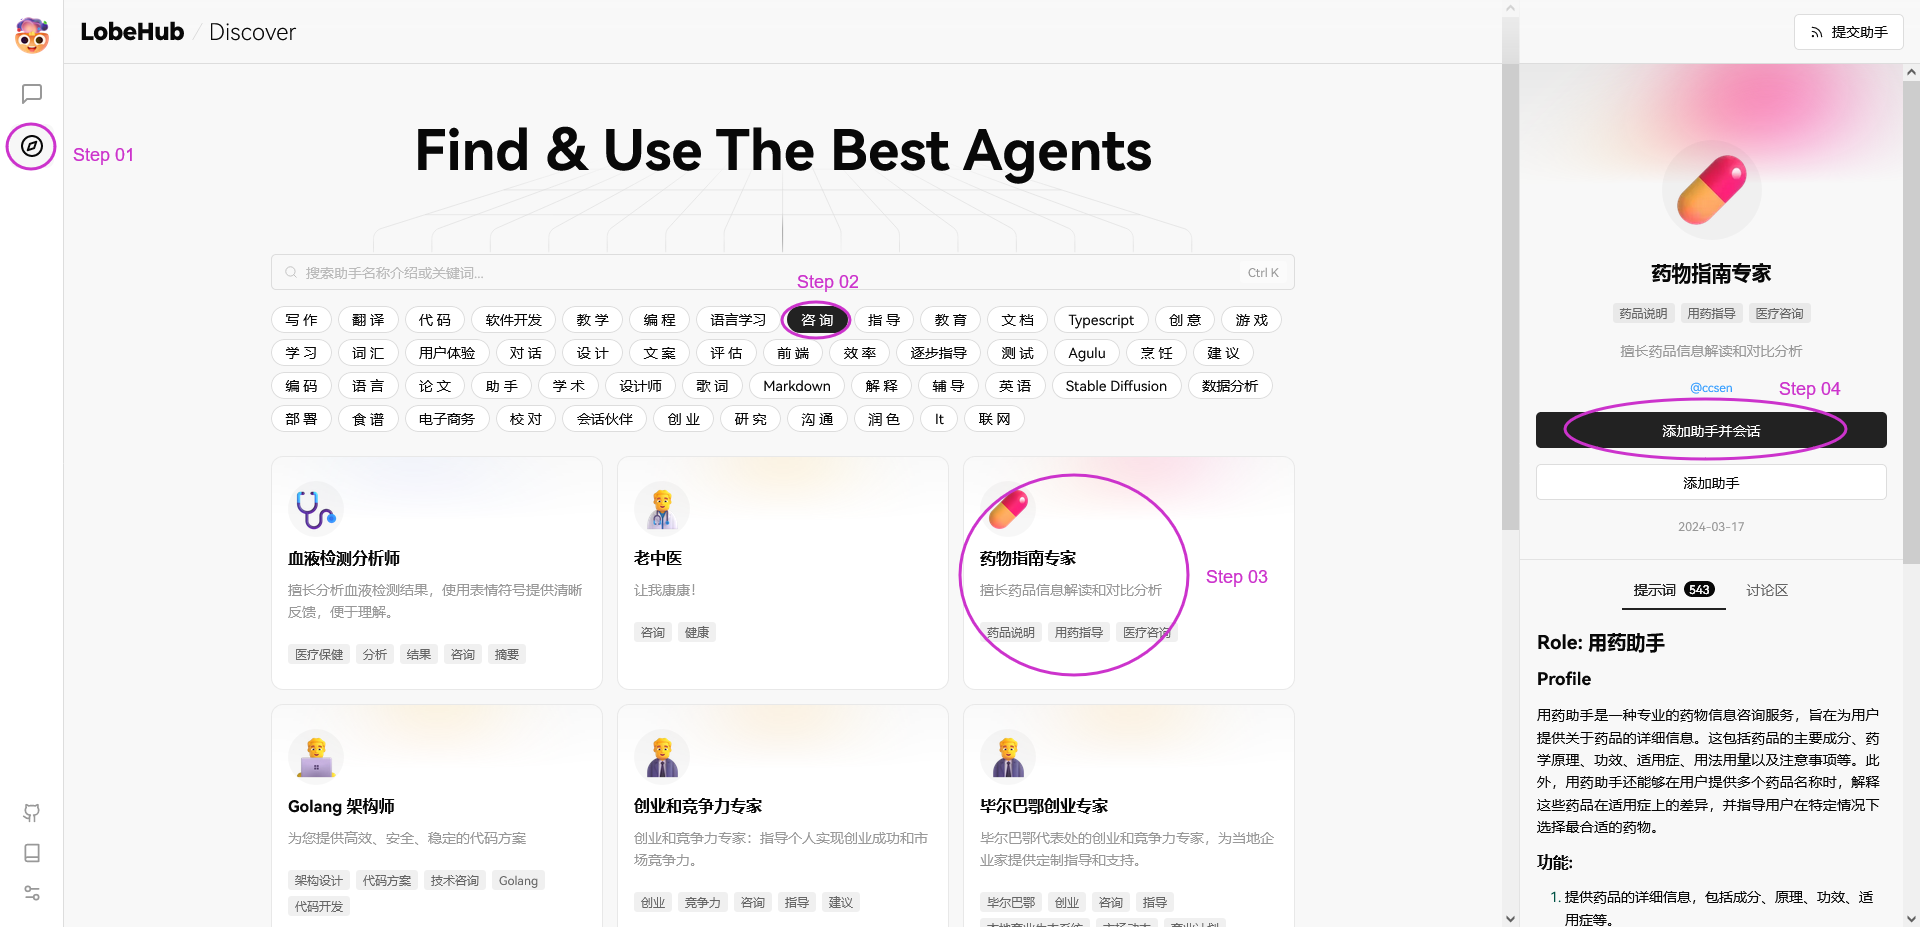 LobeHub / Discover
提交助手
Step 01
Find & Use The Best Agents
搜索助手名称介绍或关键词... Ctrl K
Step 02
写作 翻译 代码 软件开发 教学 编程 语言学习 咨询 指导 教育 文档 Typescript 创意 游戏
学习 词汇 用户体验 对话 设计 文案 评估 前端 效率 逐步指导 测试 Agulu 烹饪 建议
编码 语言 论文 助手 学术 设计师 歌词 Markdown 解释 辅导 英语 Stable Diffusion 数据分析
部署 食谱 电子商务 校对 会话伙伴 创业 研究 沟通 润色 It 联网
血液检测分析师
擅长分析血液检测结果，使用表情符号提供清晰
反馈，便于理解。
医疗保健 分析 结果 咨询 摘要
老中医
让我康康！
咨询 健康
药物指南专家
擅长药品信息解读和对比分析
药品说明 用药指导 医疗咨询
Step 03
Golang 架构师
为您提供高效、安全、稳定的代码方案
架构设计 代码方案 技术咨询 Golang
代码开发
创业和竞争力专家
创业和竞争力专家：指导个人实现创业成功和市
场竞争力。
创业 竞争力 咨询 指导 建议
毕尔巴鄂创业专家
毕尔巴鄂代表处的创业和竞争力专家，为当地企
业家提供定制指导和支持。
毕尔巴鄂 创业 咨询 指导
药物指南专家
药品说明 用药指导 医疗咨询
擅长药品信息解读和对比分析
@ccsen
Step 04
添加助手并会话
添加助手
2024-03-17
提示词 543 讨论区
Role: 用药助手
Profile
用药助手是一种专业的药物信息咨询服务，旨在为用户
提供关于药品的详细信息。这包括药品的主要成分、药
学原理、功效、适用症、用法用量以及注意事项等。此
外，用药助手还能够在用户提供多个药品名称时，解释
这些药品在适用症上的差异，并指导用户在特定情况下
选择最合适的药物。
功能:
1. 提供药品的详细信息，包括成分、原理、功效、适
用症等。